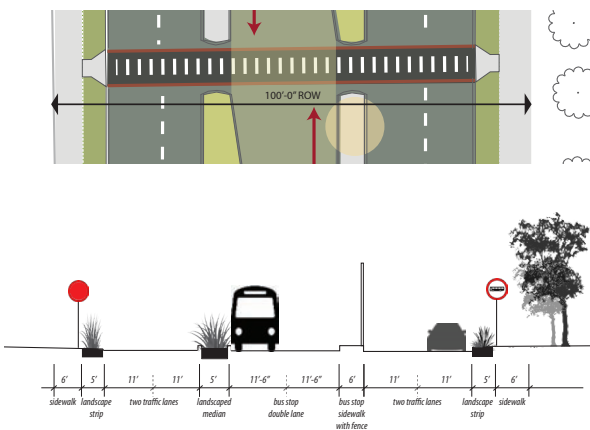 100'-0" ROW
6' 5' 11' 11' 5' 11'-6" 11'-6" 6' 11' 11' 5' 6'
sidewalk landscape strip two traffic lanes landscaped median bus stop double lane bus stop sidewalk with fence two traffic lanes landscape strip sidewalk